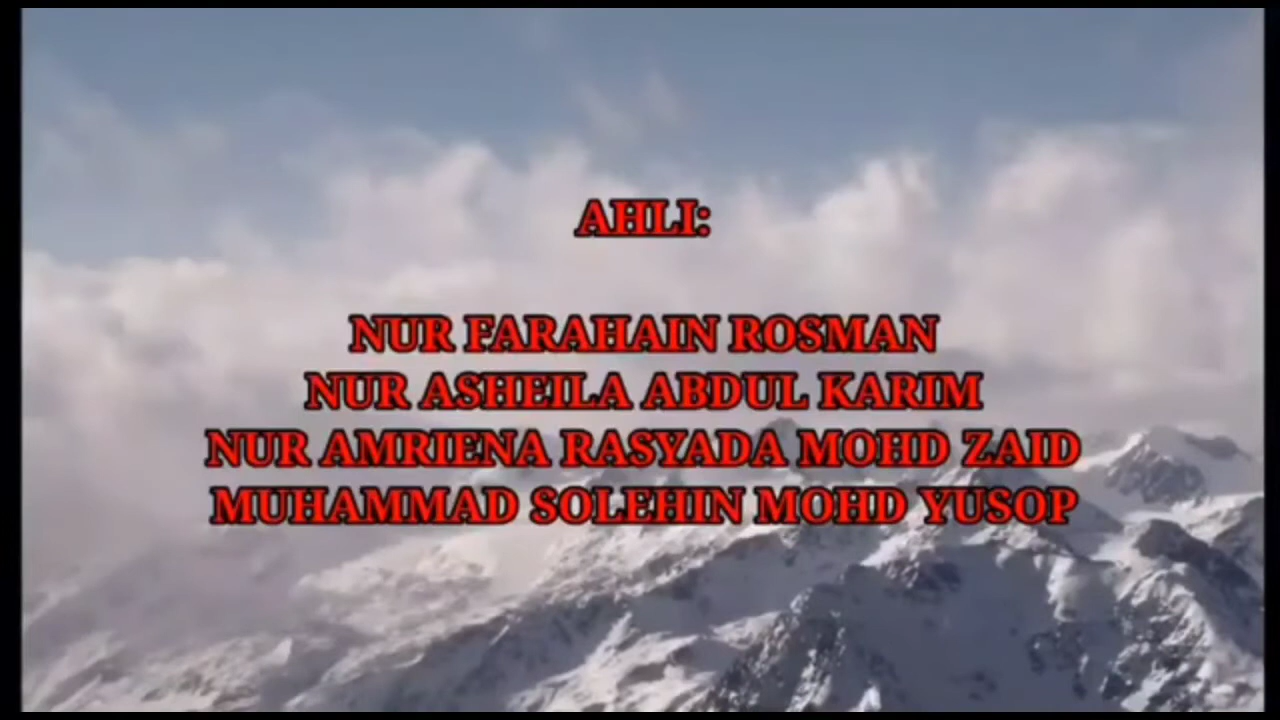 AHLI:
NUR FARAHAIN ROSMAN
NUR ASHEILA ABDUL KARIM
NUR AMRIENA RASYADA MOHD ZAID
MUHAMMAD SOLEHIN MOHD YUSOP